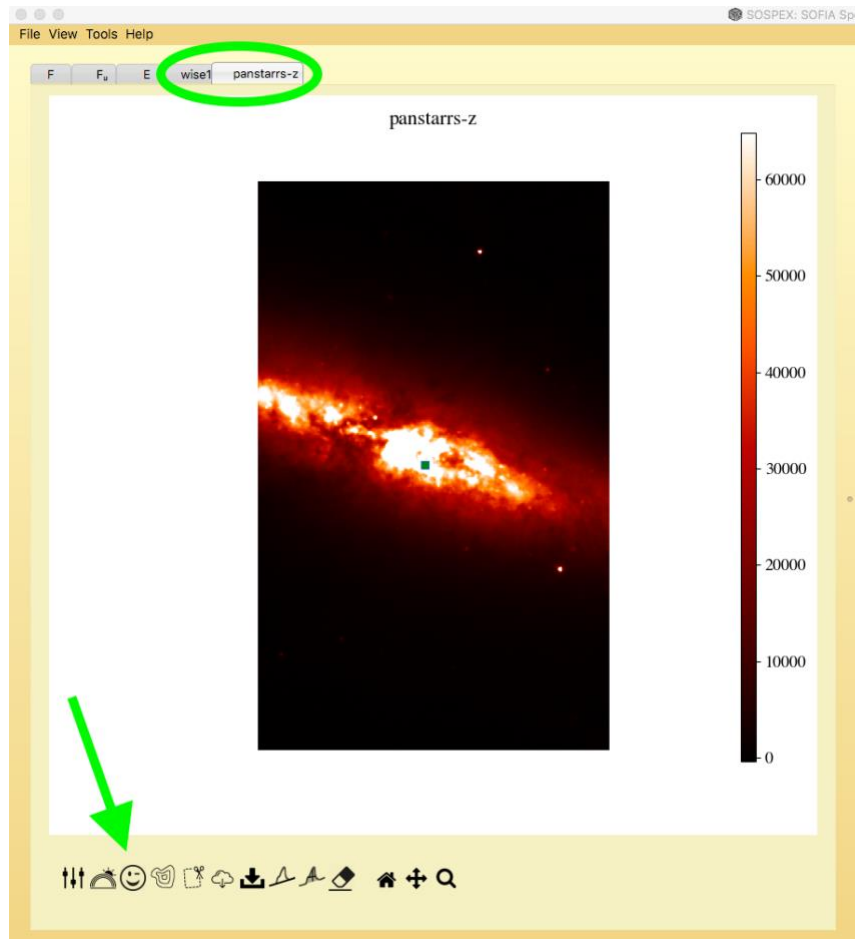 SOSPEX: SOFIA Sp
File View Tools Help
F Fᵤ E wise1 panstarrs-z
panstarrs-z
60000
50000
40000
30000
20000
10000
0